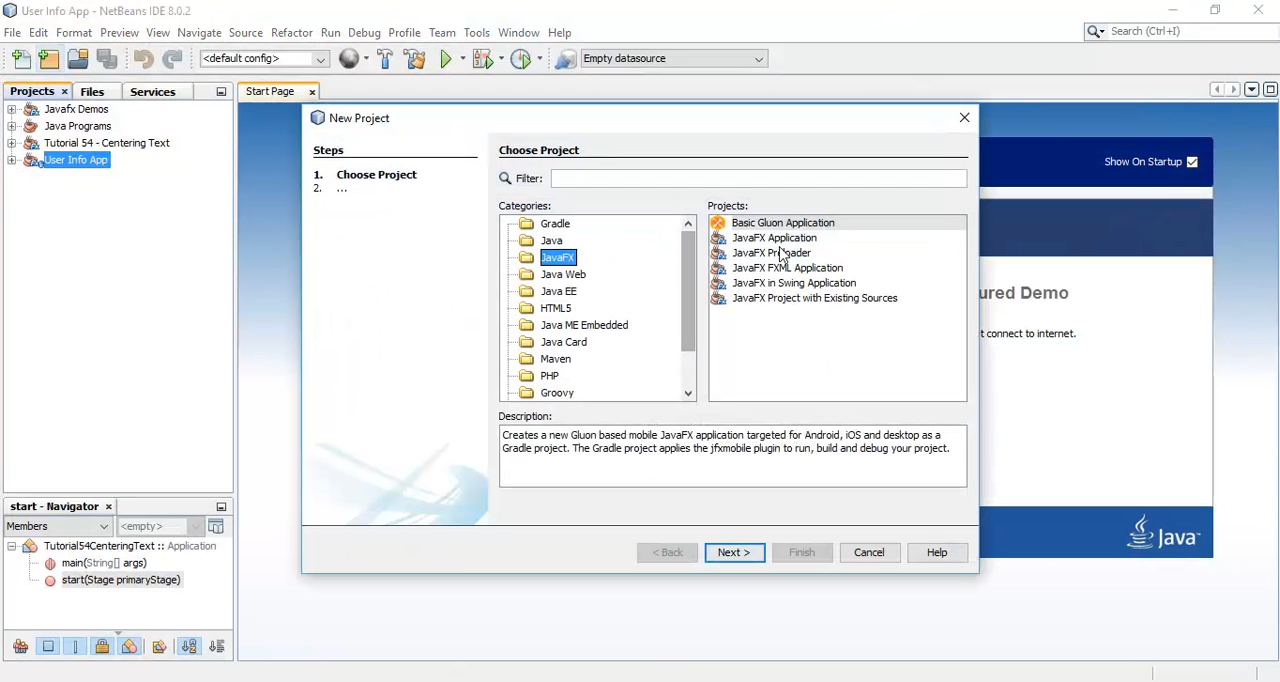 User Info App - NetBeans IDE 8.0.2
File Edit Format Preview View Navigate Source Refactor Run Debug Profile Team Tools Window Help
Search (Ctrl+I)
<default config>
Empty datasource
Projects Files Services
Start Page
Javafx Demos
Java Programs
Tutorial 54 - Centering Text
User Info App
Show On Startup
ured Demo
t connect to internet.
Java
New Project
Steps
1. Choose Project
2. ...
Choose Project
Filter:
Categories:
Gradle
Java
JavaFX
Java Web
Java EE
HTML5
Java ME Embedded
Java Card
Maven
PHP
Groovy
Projects:
Basic Gluon Application
JavaFX Application
JavaFX Preloader
JavaFX FXML Application
JavaFX in Swing Application
JavaFX Project with Existing Sources
Description:
Creates a new Gluon based mobile JavaFX application targeted for Android, iOS and desktop as a
Gradle project. The Gradle project applies the jfxmobile plugin to run, build and debug your project.
< Back Next > Finish Cancel Help
start - Navigator
Members <empty>
Tutorial54CenteringText :: Application
main(String[] args)
start(Stage primaryStage)